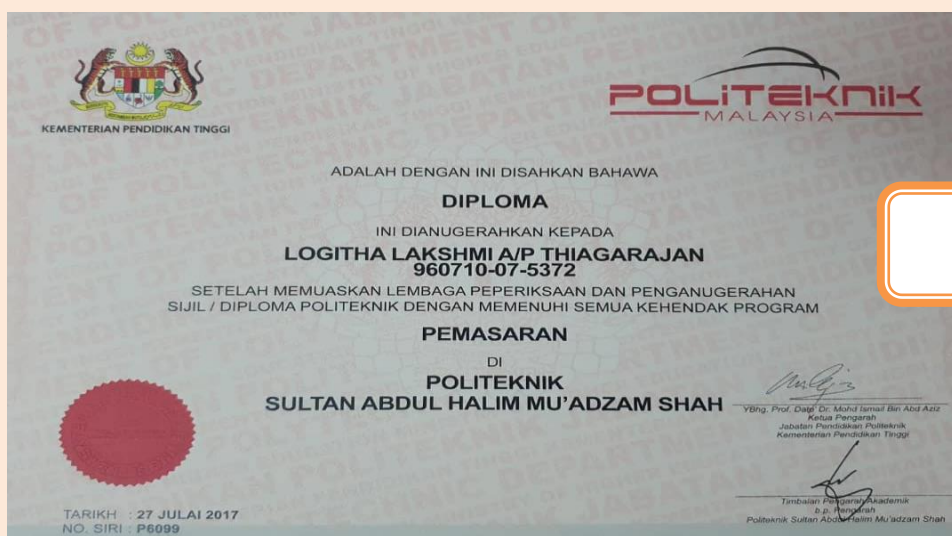 KEMENTERIAN PENDIDIKAN TINGGI
POLITEKNIK
MALAYSIA
ADALAH DENGAN INI DISAHKAN BAHAWA
DIPLOMA
INI DIANUGERAHKAN KEPADA
LOGITHA LAKSHMI A/P THIAGARAJAN
960710-07-5372
SETELAH MEMUASKAN LEMBAGA PEPERIKSAAN DAN PENGANUGERAHAN
SIJIL / DIPLOMA POLITEKNIK DENGAN MEMENUHI SEMUA KEHENDAK PROGRAM
PEMASARAN
DI
POLITEKNIK
SULTAN ABDUL HALIM MU'ADZAM SHAH
YBhg. Prof. Dato' Dr. Mohd Ismail Bin Abd Aziz
Ketua Pengarah
Jabatan Pendidikan Politeknik
Kementerian Pendidikan Tinggi
Timbalan Pengarah Akademik
b.p. Pengarah
Politeknik Sultan Abdul Halim Mu'adzam Shah
TARIKH : 27 JULAI 2017
NO. SIRI : P6099